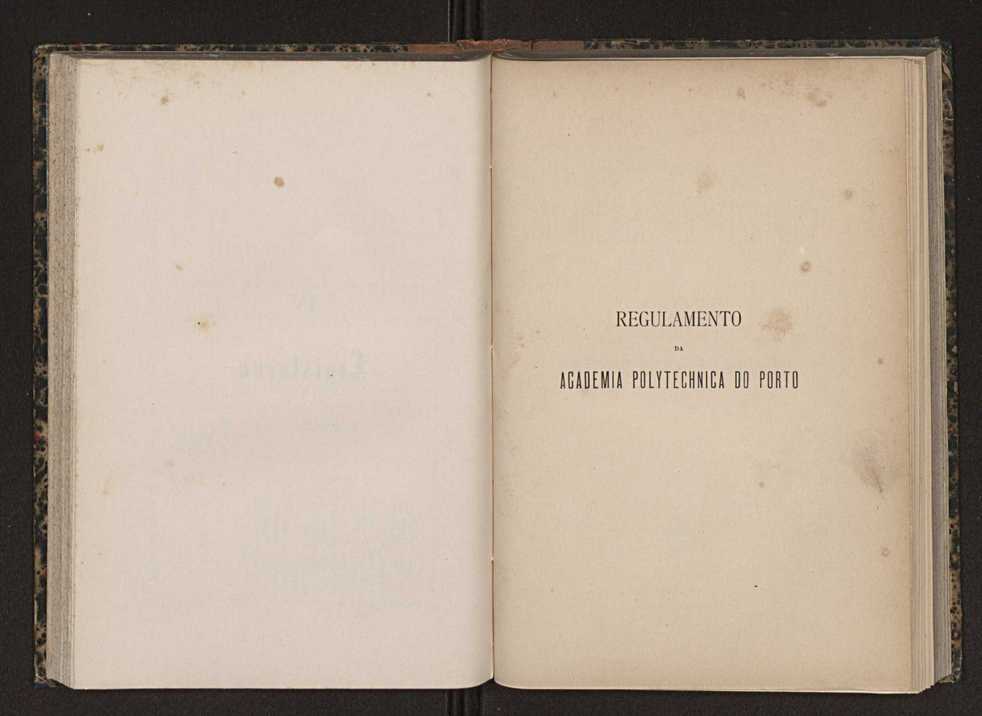 REGULAMENTO
DA
ACADEMIA POLYTECHNICA DO PORTO